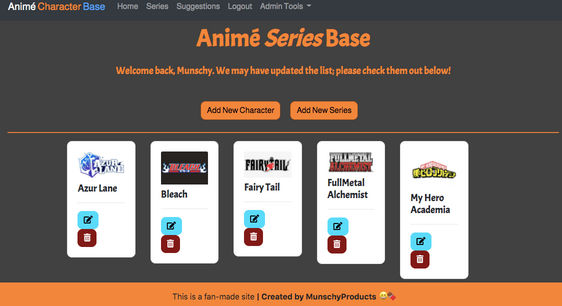 Animé Character Base Home Series Suggestions Logout Admin Tools
Animé Series Base
Welcome back, Munschy. We may have updated the list; please check them out below!
Add New Character Add New Series
AZUR LANE
Azur Lane
BLEACH
Bleach
FAIRY TAIL
Fairy Tail
FULLMETAL
ALCHEMIST
FullMetal
Alchemist
My Hero
Academia
This is a fan-made site | Created by MunschyProducts